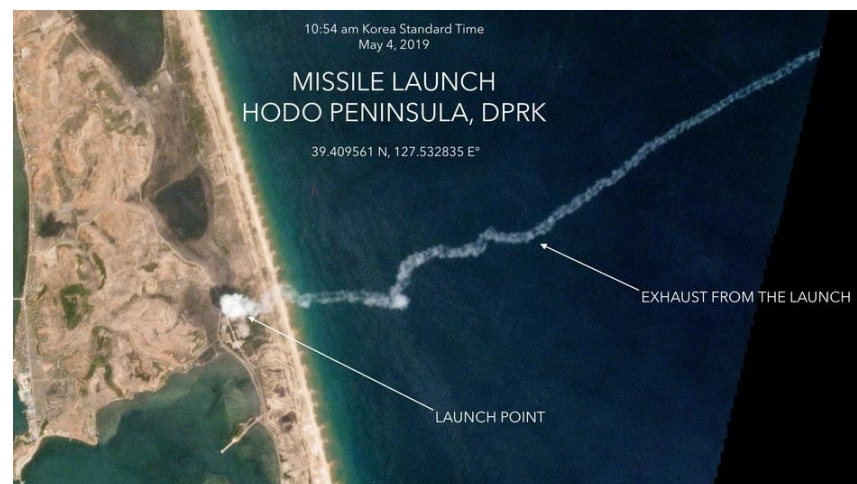 10:54 am Korea Standard Time
May 4, 2019
MISSILE LAUNCH
HODO PENINSULA, DPRK
39.409561 N, 127.532835 E°
EXHAUST FROM THE LAUNCH
LAUNCH POINT